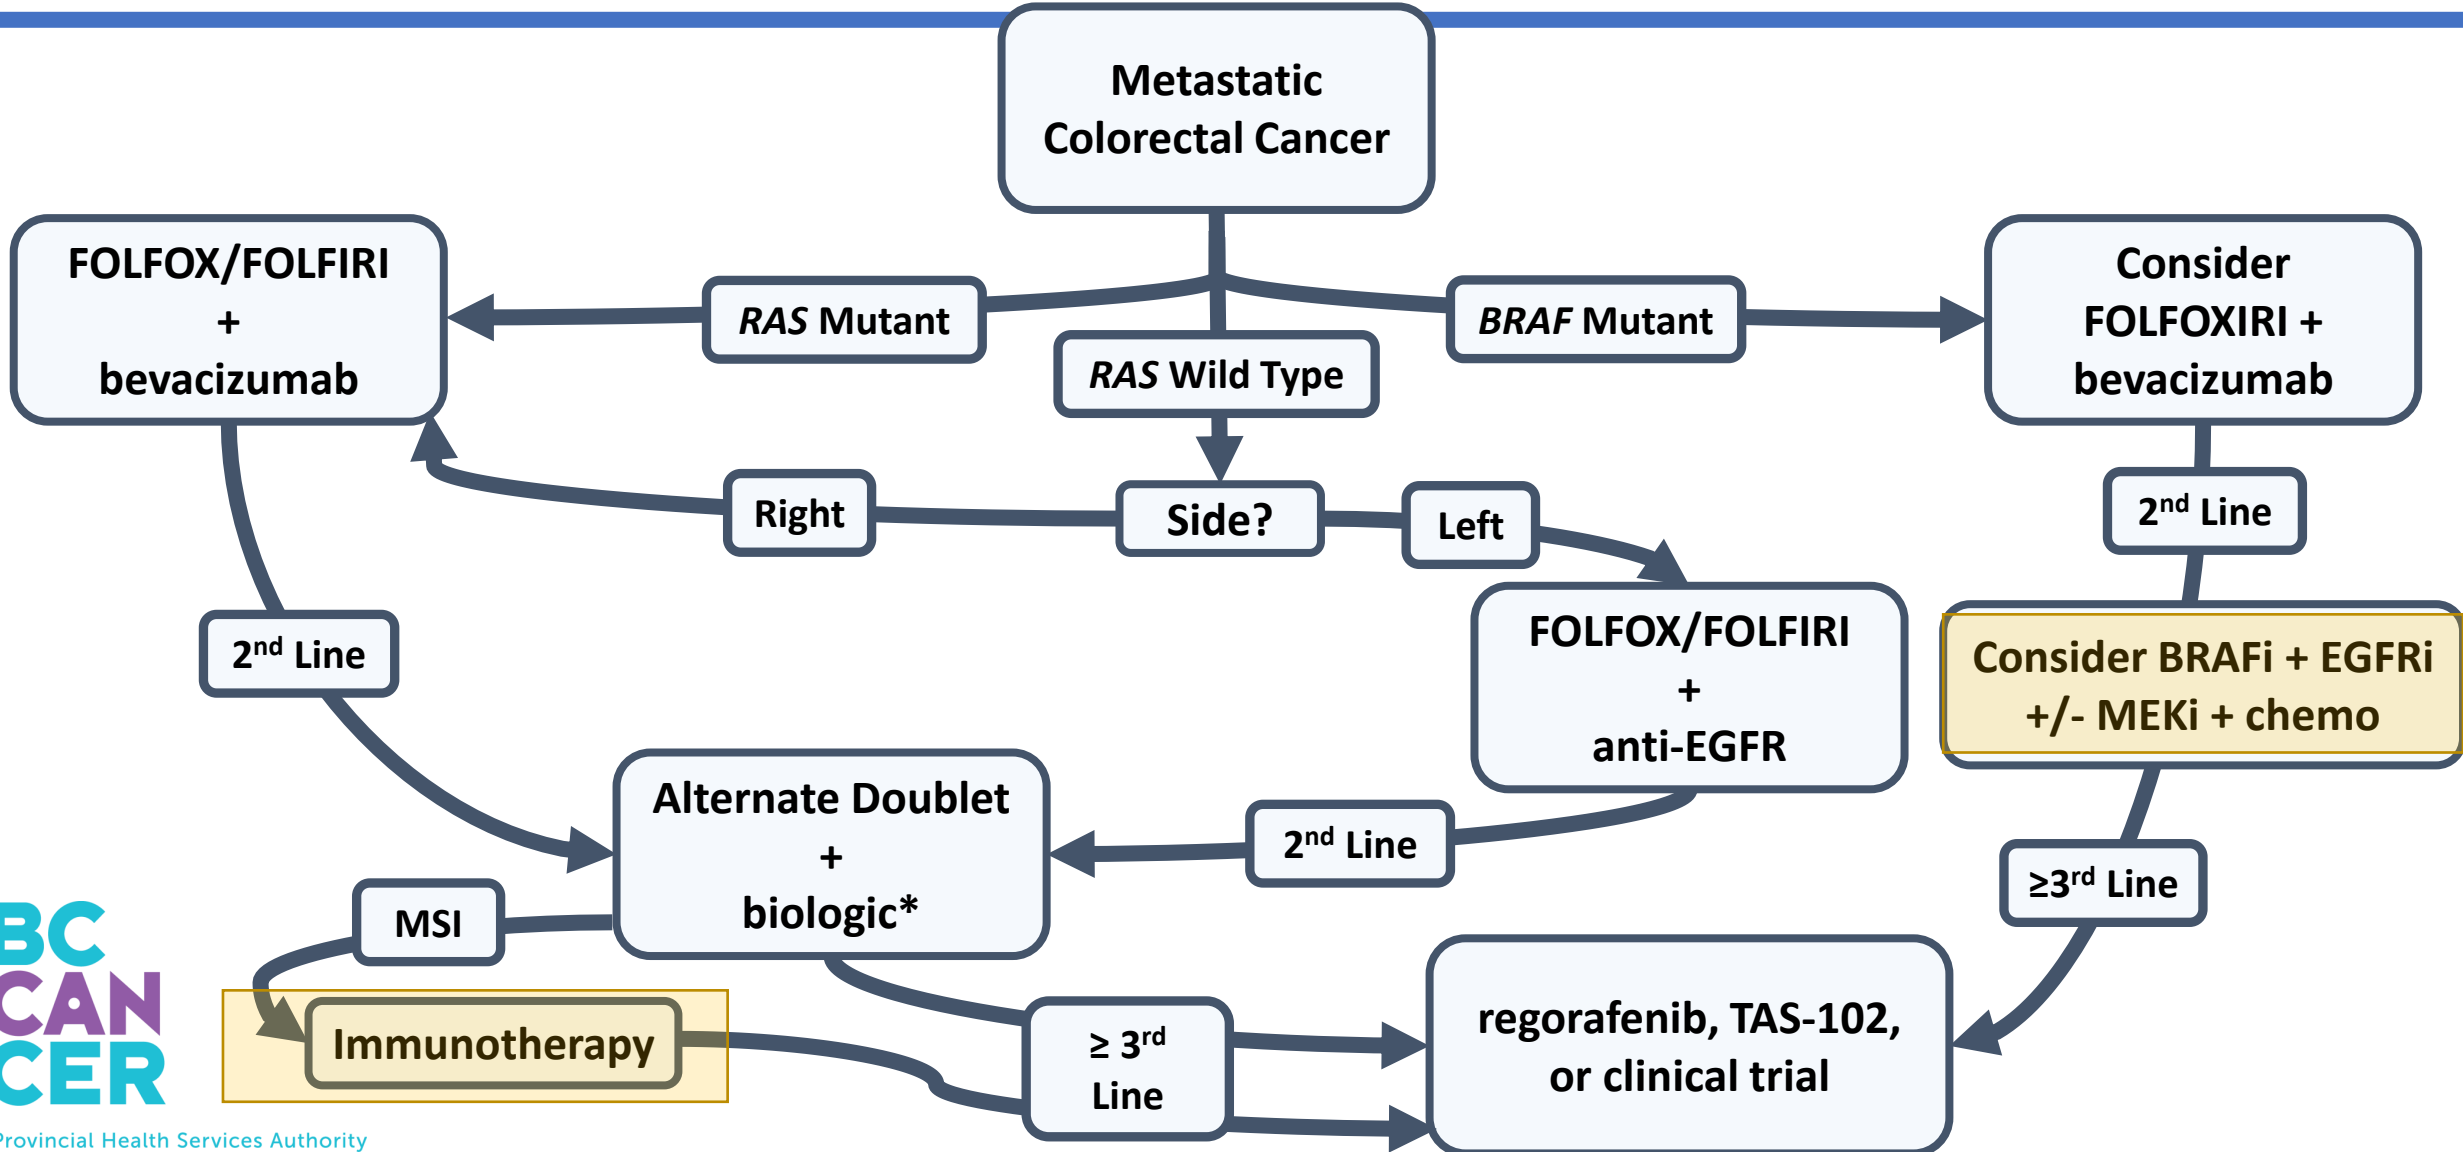 Metastatic
Colorectal Cancer
FOLFOX/FOLFIRI
+
bevacizumab
RAS Mutant
RAS Wild Type
BRAF Mutant
Consider
FOLFOXIRI +
bevacizumab
Right
Side?
Left
2nd Line
2nd Line
FOLFOX/FOLFIRI
+
anti-EGFR
Consider BRAFi + EGFRi
+/- MEKi + chemo
Alternate Doublet
+
biologic*
2nd Line
≥3rd Line
MSI
Immunotherapy
≥ 3rd
Line
regorafenib, TAS-102,
or clinical trial
BC
CAN
CER
Provincial Health Services Authority